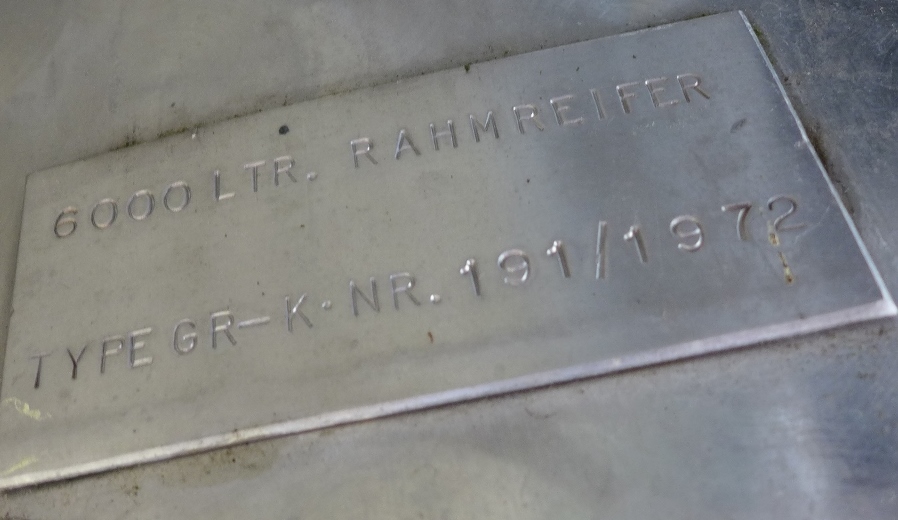 6000 LTR. RAHMREIFER
TYPE GR-K·NR. 191/1972